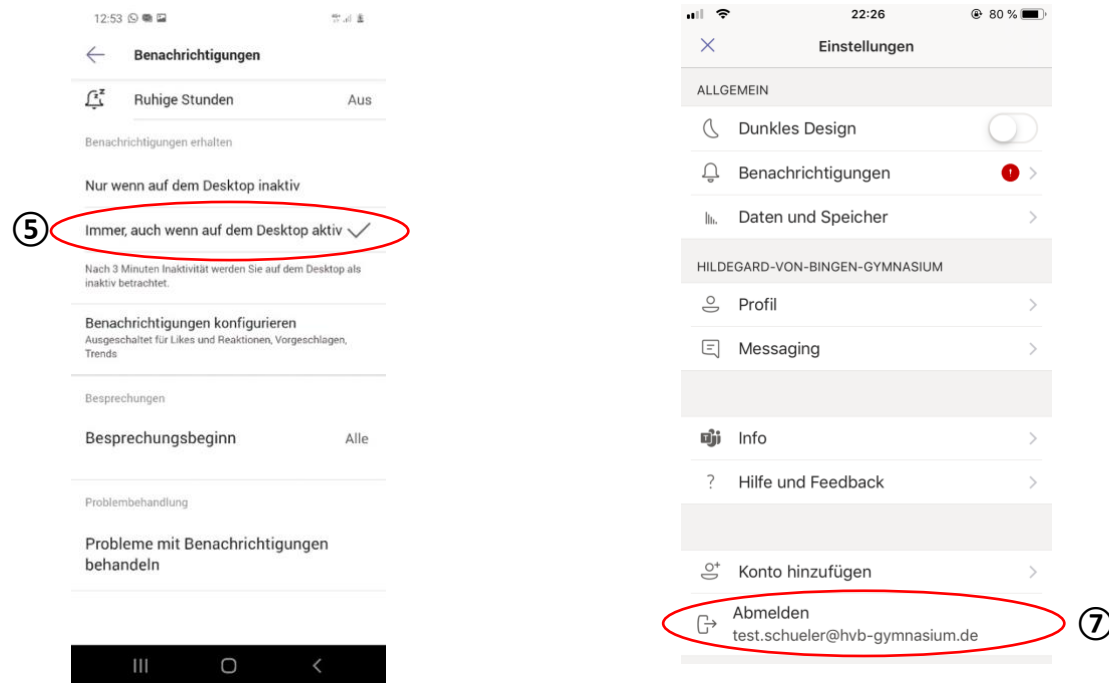 12:53
Benachrichtigungen
Ruhige Stunden Aus
Benachrichtigungen erhalten
Nur wenn auf dem Desktop inaktiv
⑤
Immer, auch wenn auf dem Desktop aktiv
Nach 3 Minuten Inaktivität werden Sie auf dem Desktop als
inaktiv betrachtet.
Benachrichtigungen konfigurieren
Ausgeschaltet für Likes und Reaktionen, Vorgeschlagen,
Trends
Besprechungen
Besprechungsbeginn Alle
Problembehandlung
Probleme mit Benachrichtigungen
behandeln
22:26 80 %
Einstellungen
ALLGEMEIN
Dunkles Design
Benachrichtigungen
Daten und Speicher
HILDEGARD-VON-BINGEN-GYMNASIUM
Profil
Messaging
Info
? Hilfe und Feedback
Konto hinzufügen
Abmelden
test.schueler@hvb-gymnasium.de
⑦